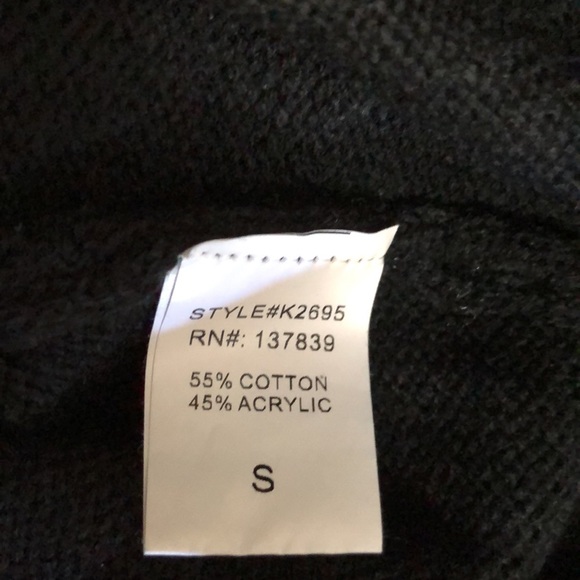 STYLE#K2695
RN#: 137839
55% COTTON
45% ACRYLIC
S